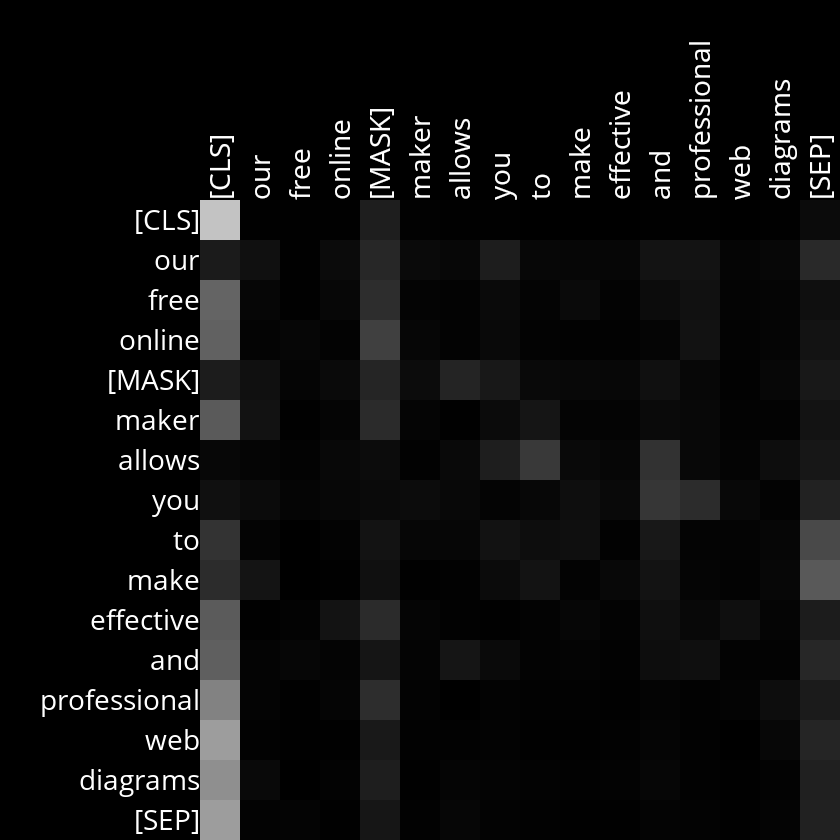 [CLS] our free online [MASK] maker allows you to make effective and professional web diagrams [SEP]
[CLS]
our
free
online
[MASK]
maker
allows
you
to
make
effective
and
professional
web
diagrams
[SEP]